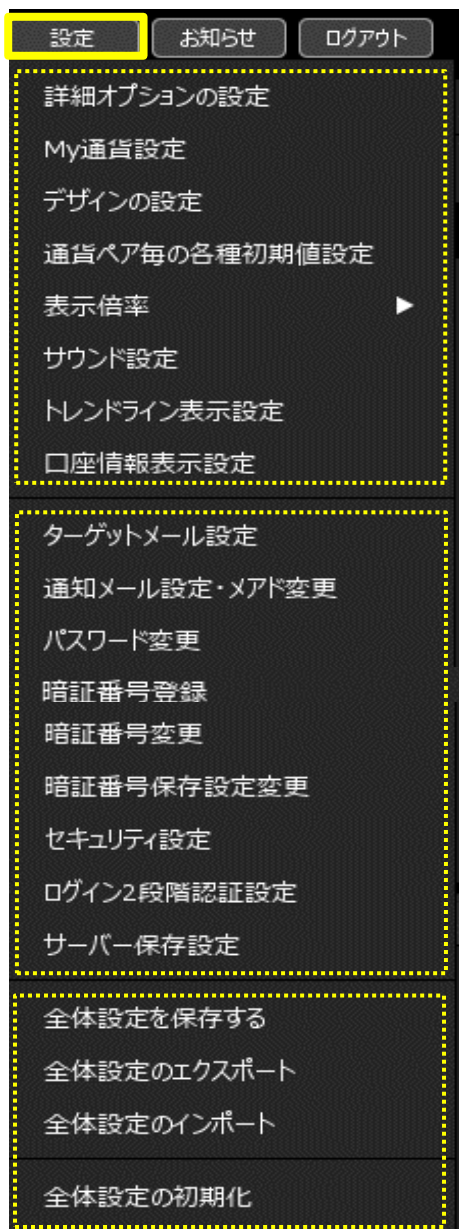 設定 お知らせ ログアウト
詳細オプションの設定
My通貨設定
デザインの設定
通貨ペア毎の各種初期値設定
表示倍率 ▶
サウンド設定
トレンドライン表示設定
口座情報表示設定
ターゲットメール設定
通知メール設定・メアド変更
パスワード変更
暗証番号登録
暗証番号変更
暗証番号保存設定変更
セキュリティ設定
ログイン2段階認証設定
サーバー保存設定
全体設定を保存する
全体設定のエクスポート
全体設定のインポート
全体設定の初期化